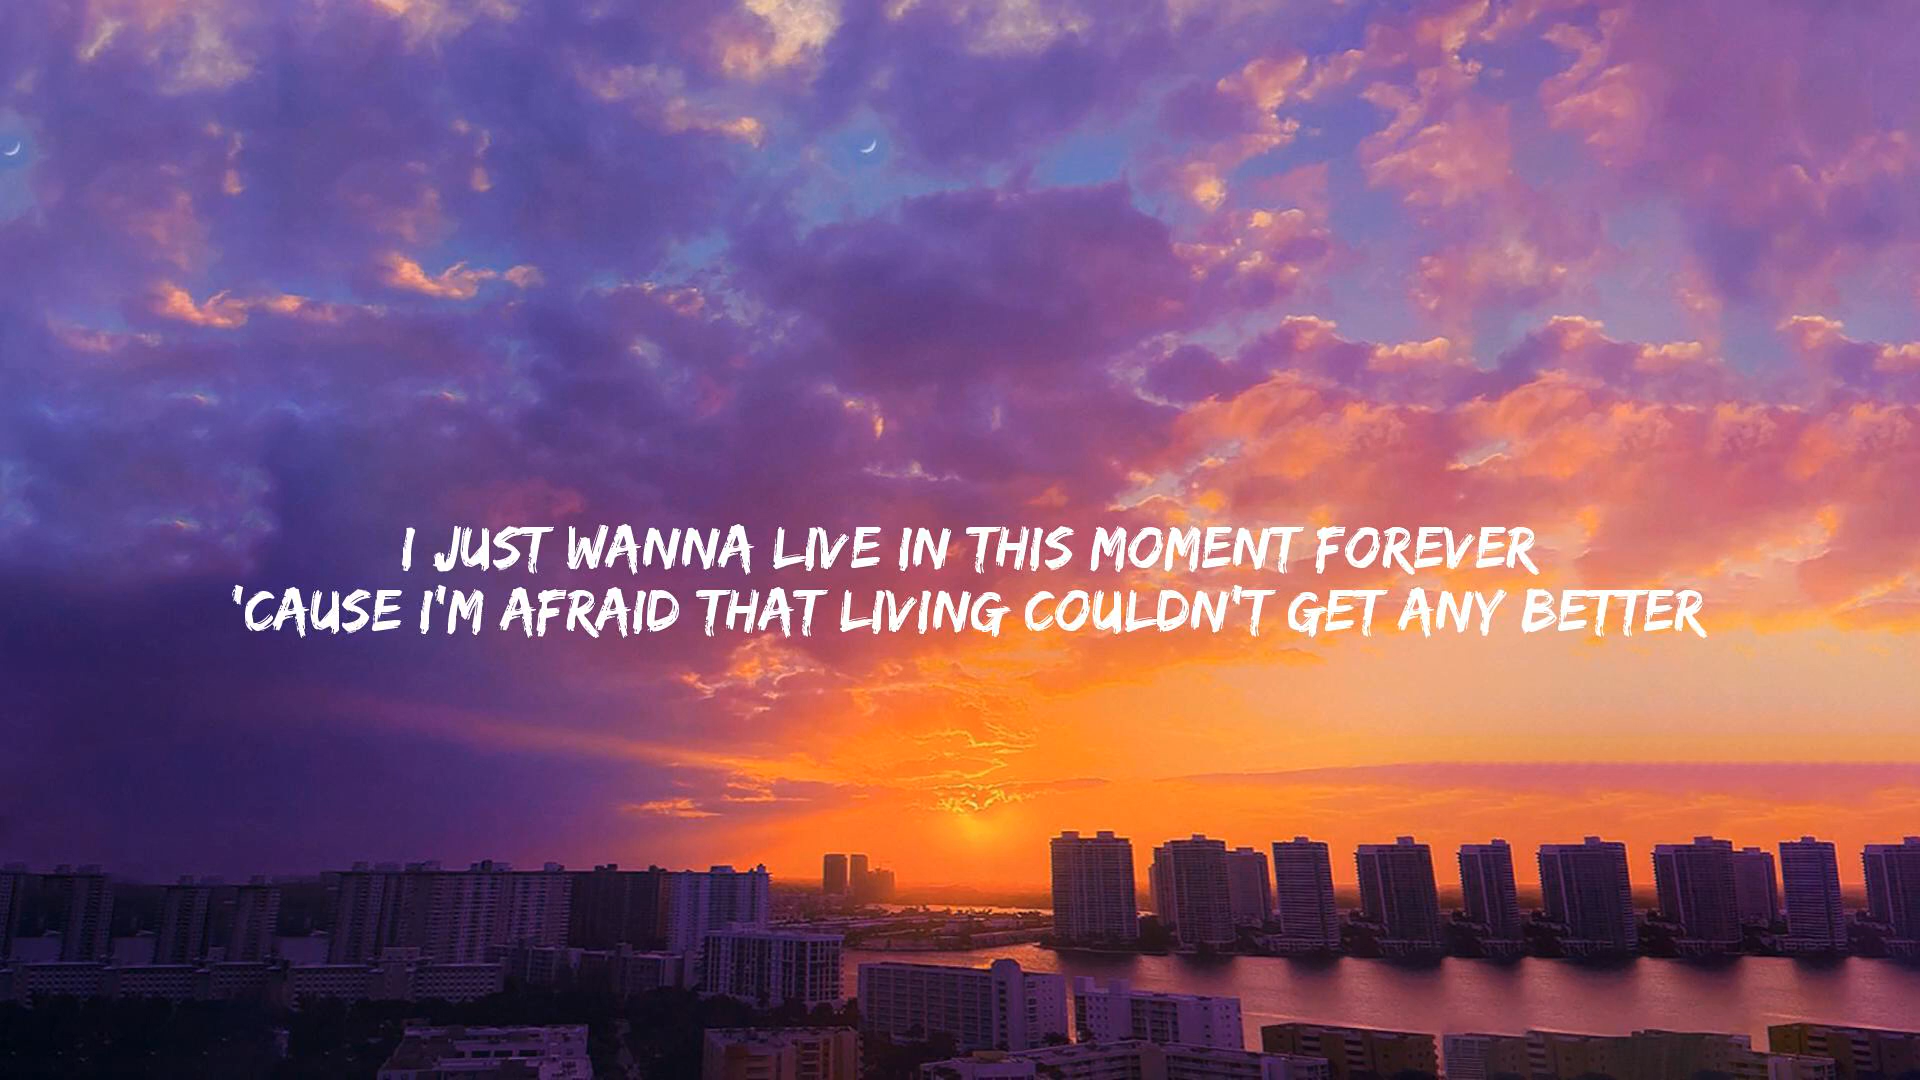 I JUST WANNA LIVE IN THIS MOMENT FOREVER
'CAUSE I'M AFRAID THAT LIVING COULDN'T GET ANY BETTER